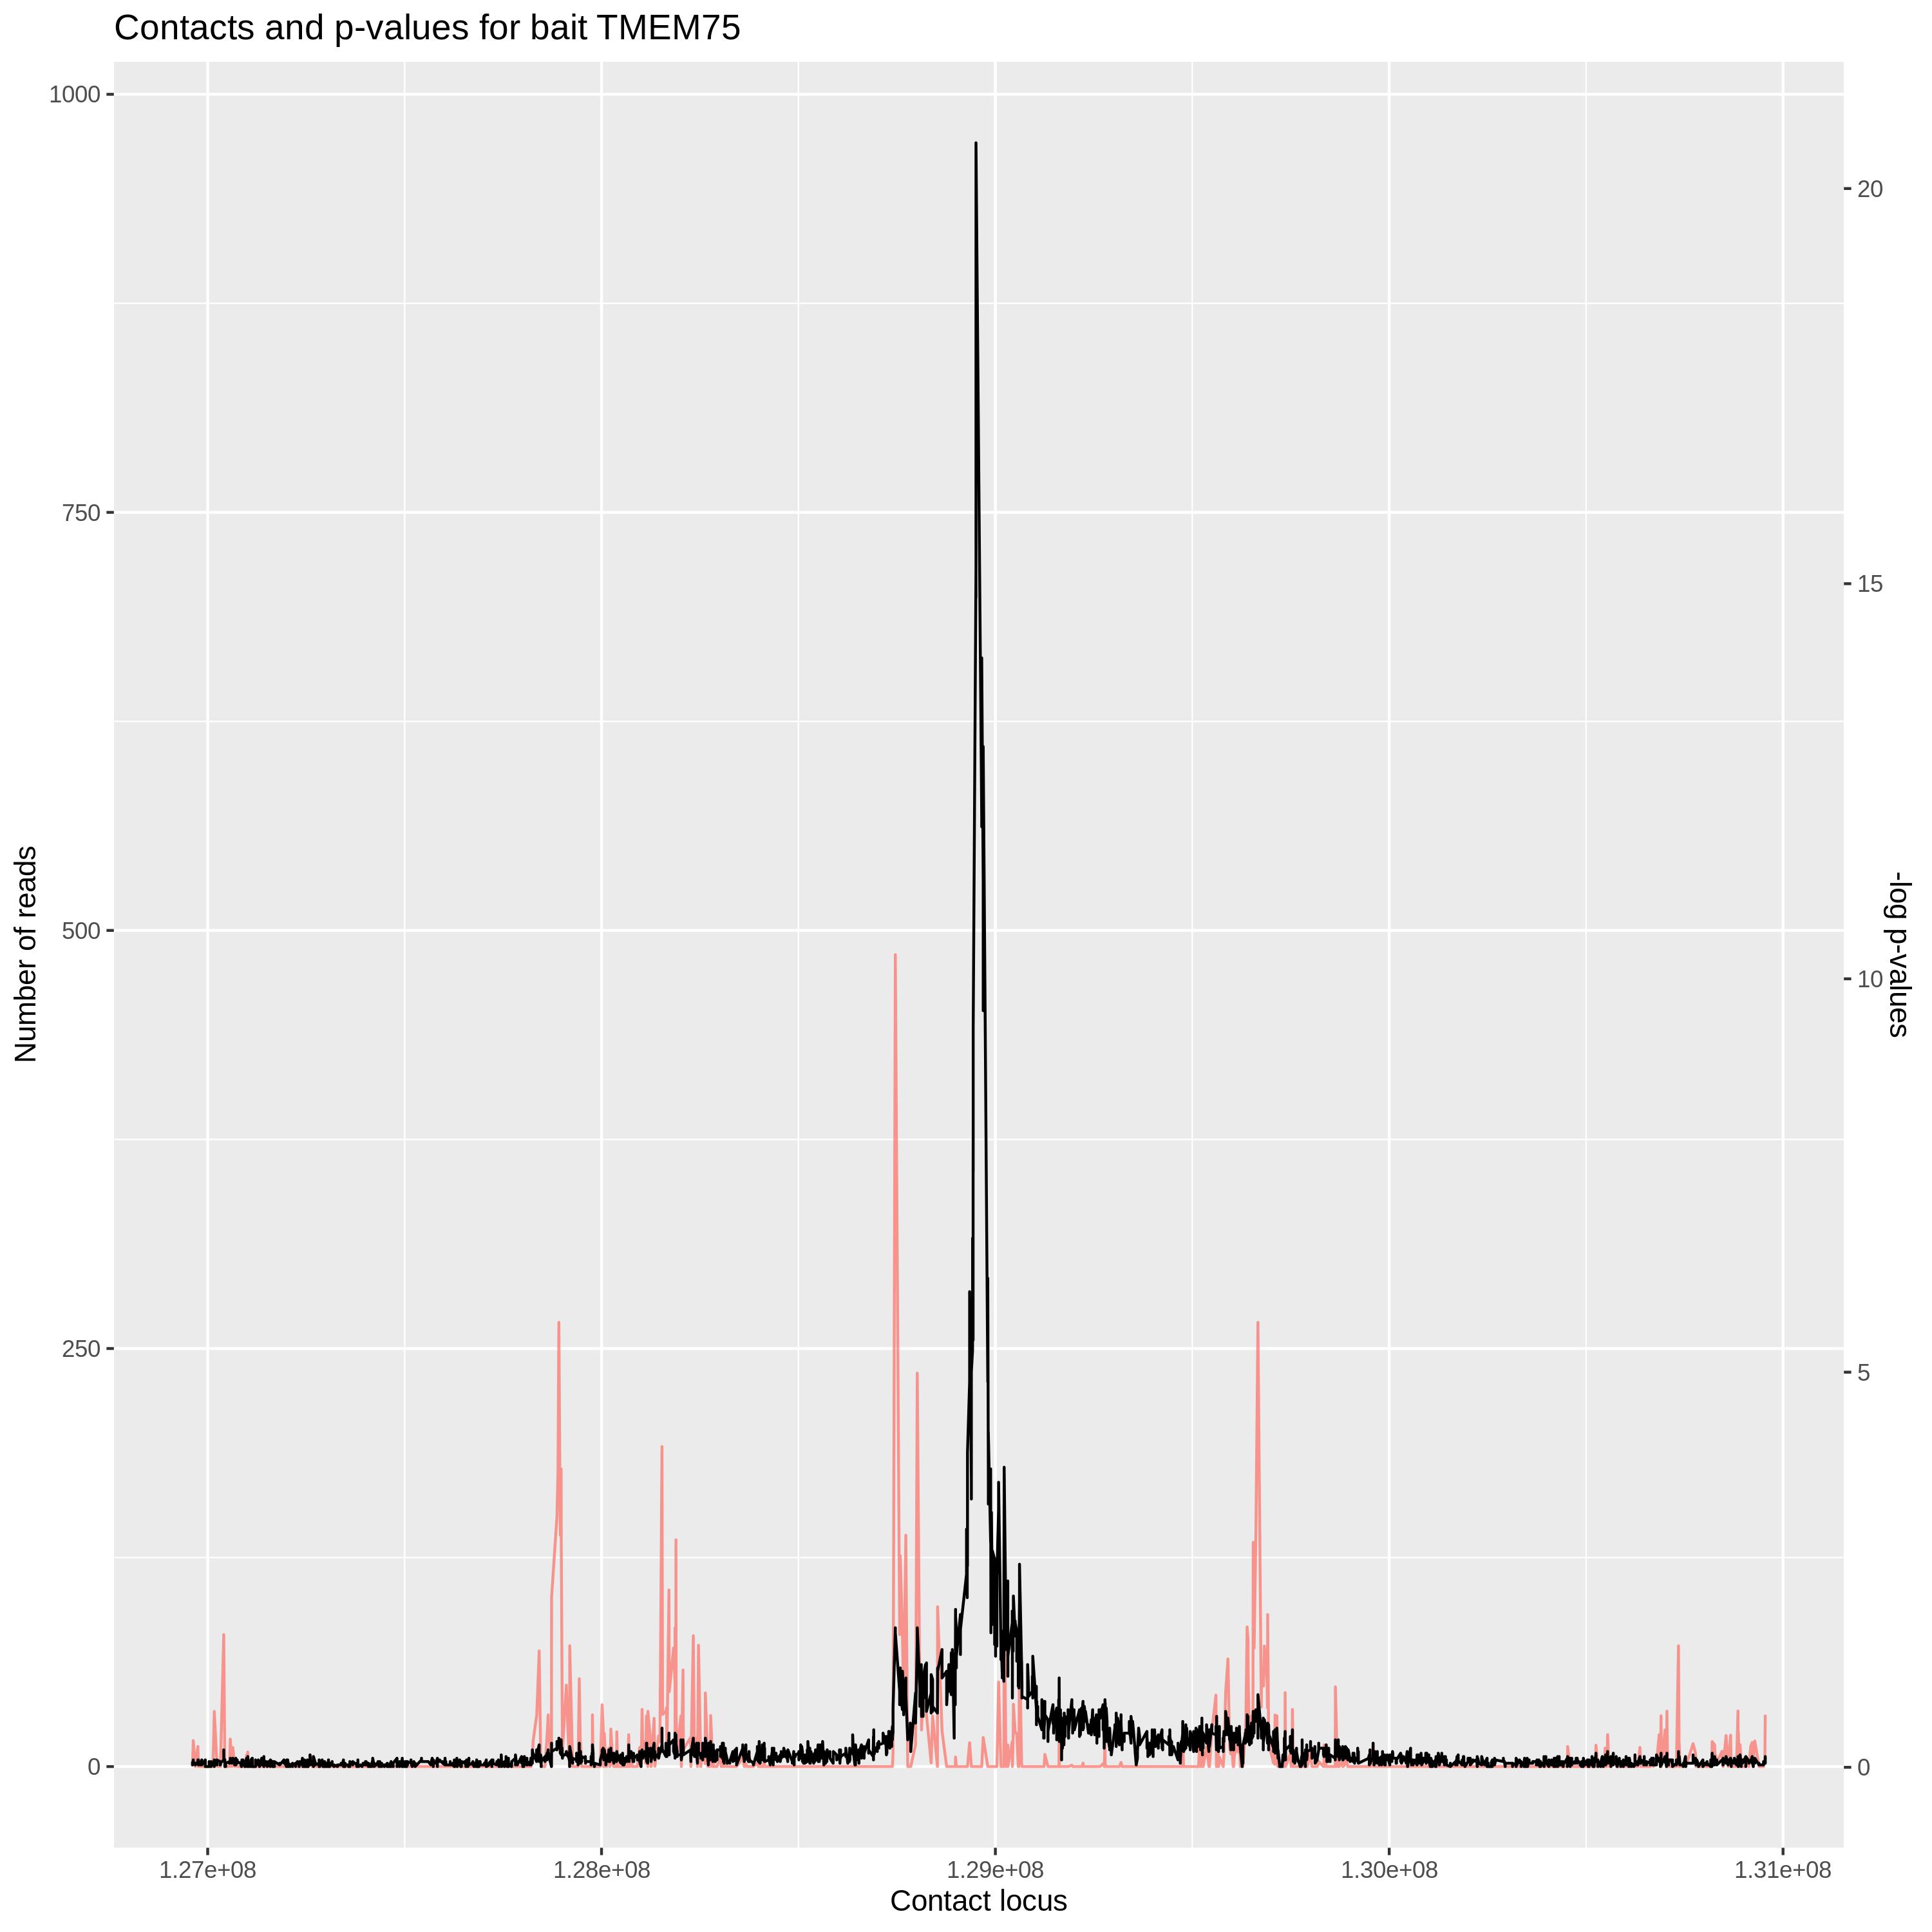 Contacts and p-values for bait TMEM75
1000
750
500
250
0
Number of reads
20
15
10
5
0
-log p-values
1.27e+08
1.28e+08
1.29e+08
1.30e+08
1.31e+08
Contact locus